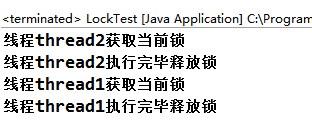 <terminated> LockTest [Java Application] C:\Program
线程thread2获取当前锁
线程thread2执行完毕释放锁
线程thread1获取当前锁
线程thread1执行完毕释放锁